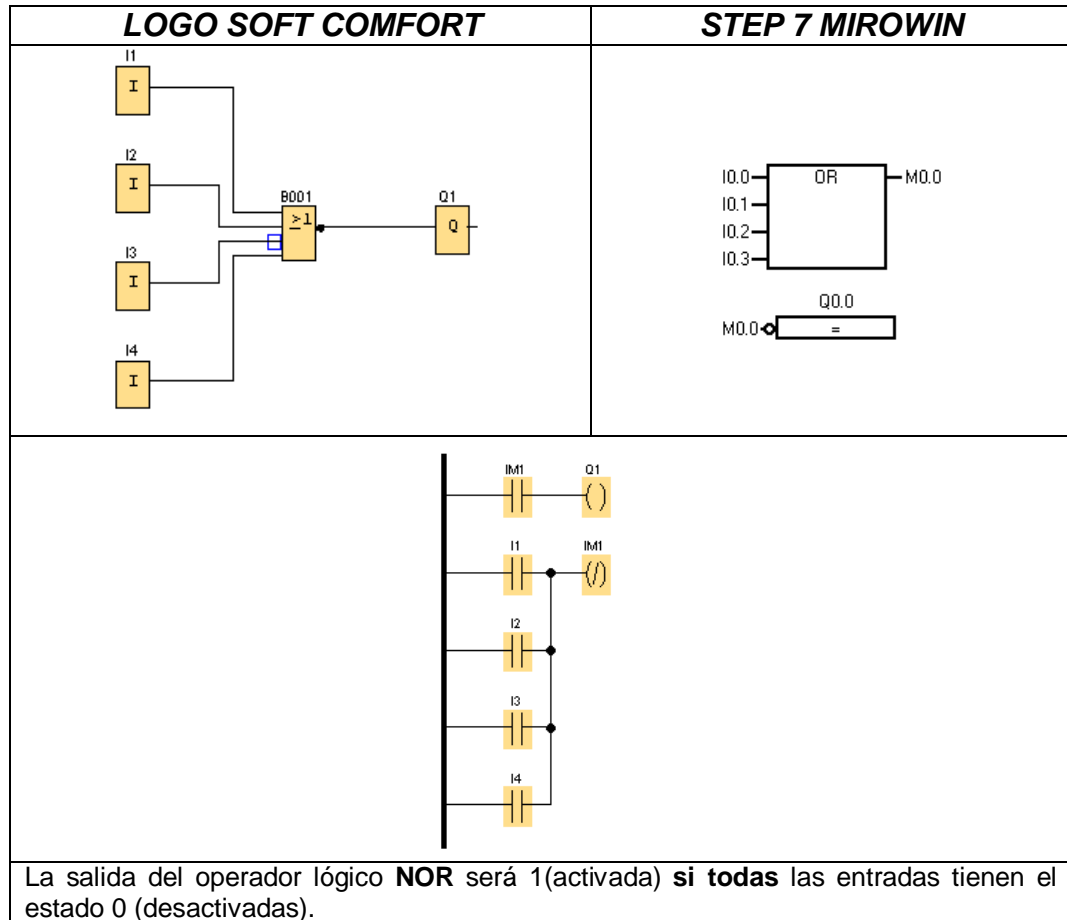 LOGO SOFT COMFORT
STEP 7 MIROWIN
I1
I
I2
I
B001
Q1
≥1
Q
I3
I
I4
I
I0.0
OR
M0.0
I0.1
I0.2
I0.3
Q0.0
M0.0
=
IM1
Q1
( )
I1
IM1
(/)
I2
I3
I4
La salida del operador lógico NOR será 1(activada) si todas las entradas tienen el
estado 0 (desactivadas).